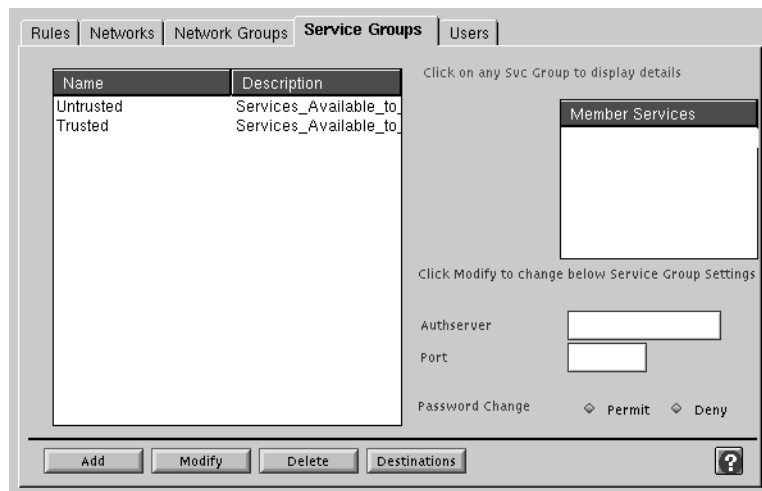 Rules Networks Network Groups Service Groups Users
Name Description
Untrusted Services_Available_to_
Trusted Services_Available_to_
Click on any Svc Group to display details
Member Services
Click Modify to change below Service Group Settings
Authserver
Port
Password Change Permit Deny
Add Modify Delete Destinations ?